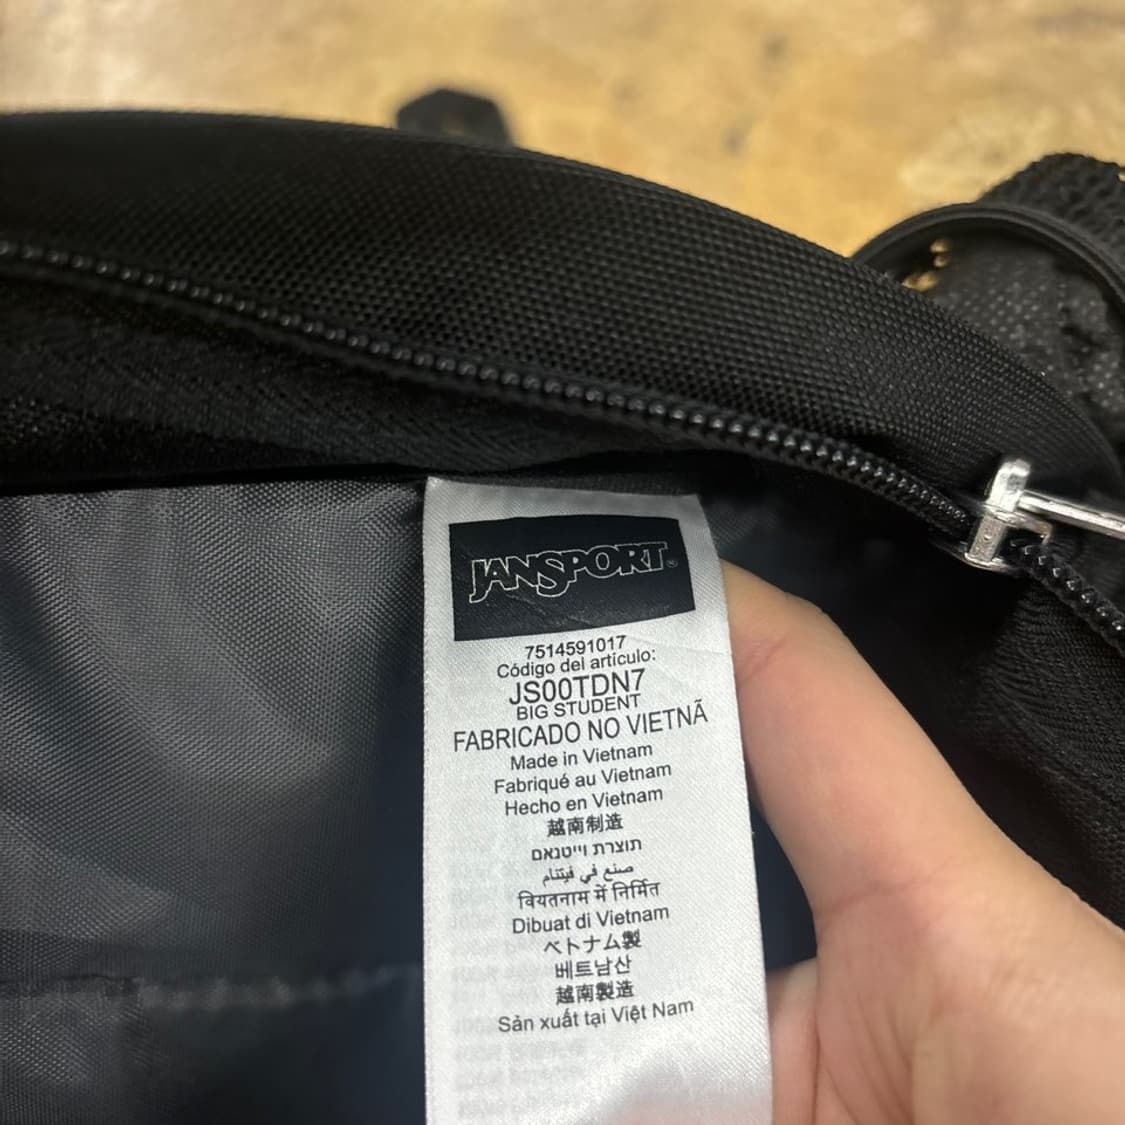 JANSPORT®
7514591017
Código del artículo:
JS00TDN7
BIG STUDENT
FABRICADO NO VIETNÃ
Made in Vietnam
Fabriqué au Vietnam
Hecho en Vietnam
越南制造
תוצרת וייטנאם
صنع في فيتنام
वियतनाम में निर्मित
Dibuat di Vietnam
ベトナム製
베트남산
越南製造
Sản xuất tại Việt Nam